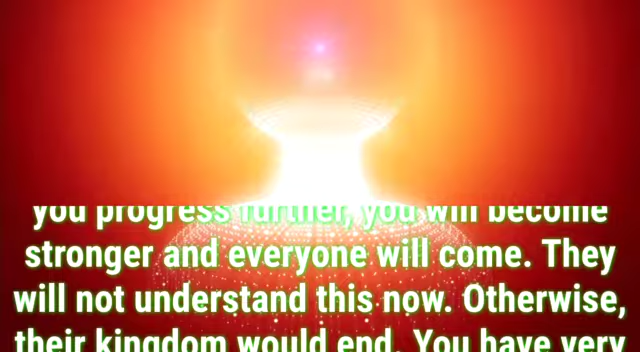 you progress further, you will become
stronger and everyone will come. They
will not understand this now. Otherwise,
their kingdom would end. You have very